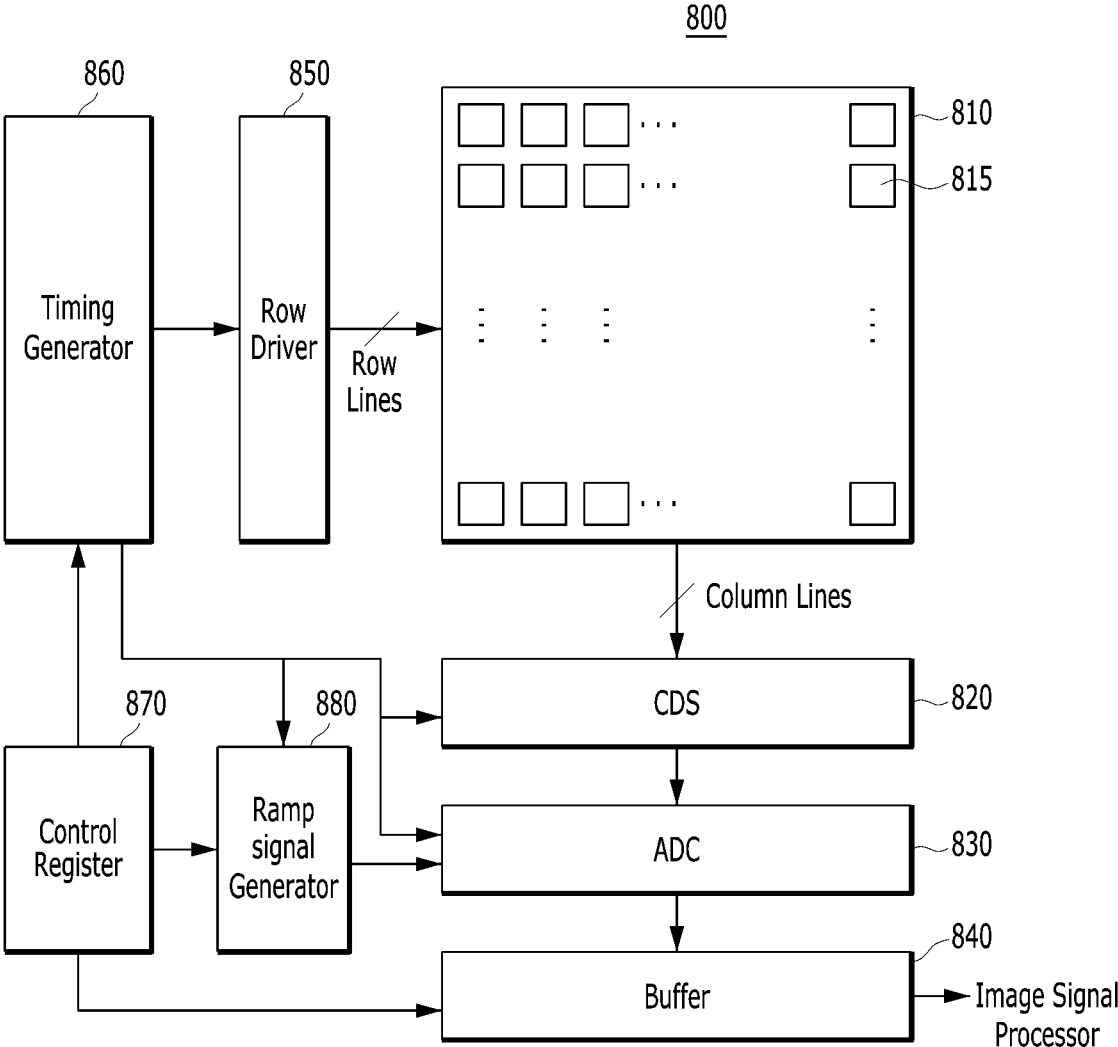 800
860
850
810
815
Timing
Generator
Row
Driver
Row
Lines
. . .
. . .
. . .
Column Lines
870
880
CDS
820
Control
Register
Ramp
signal
Generator
ADC
830
840
Buffer
Image Signal
Processor